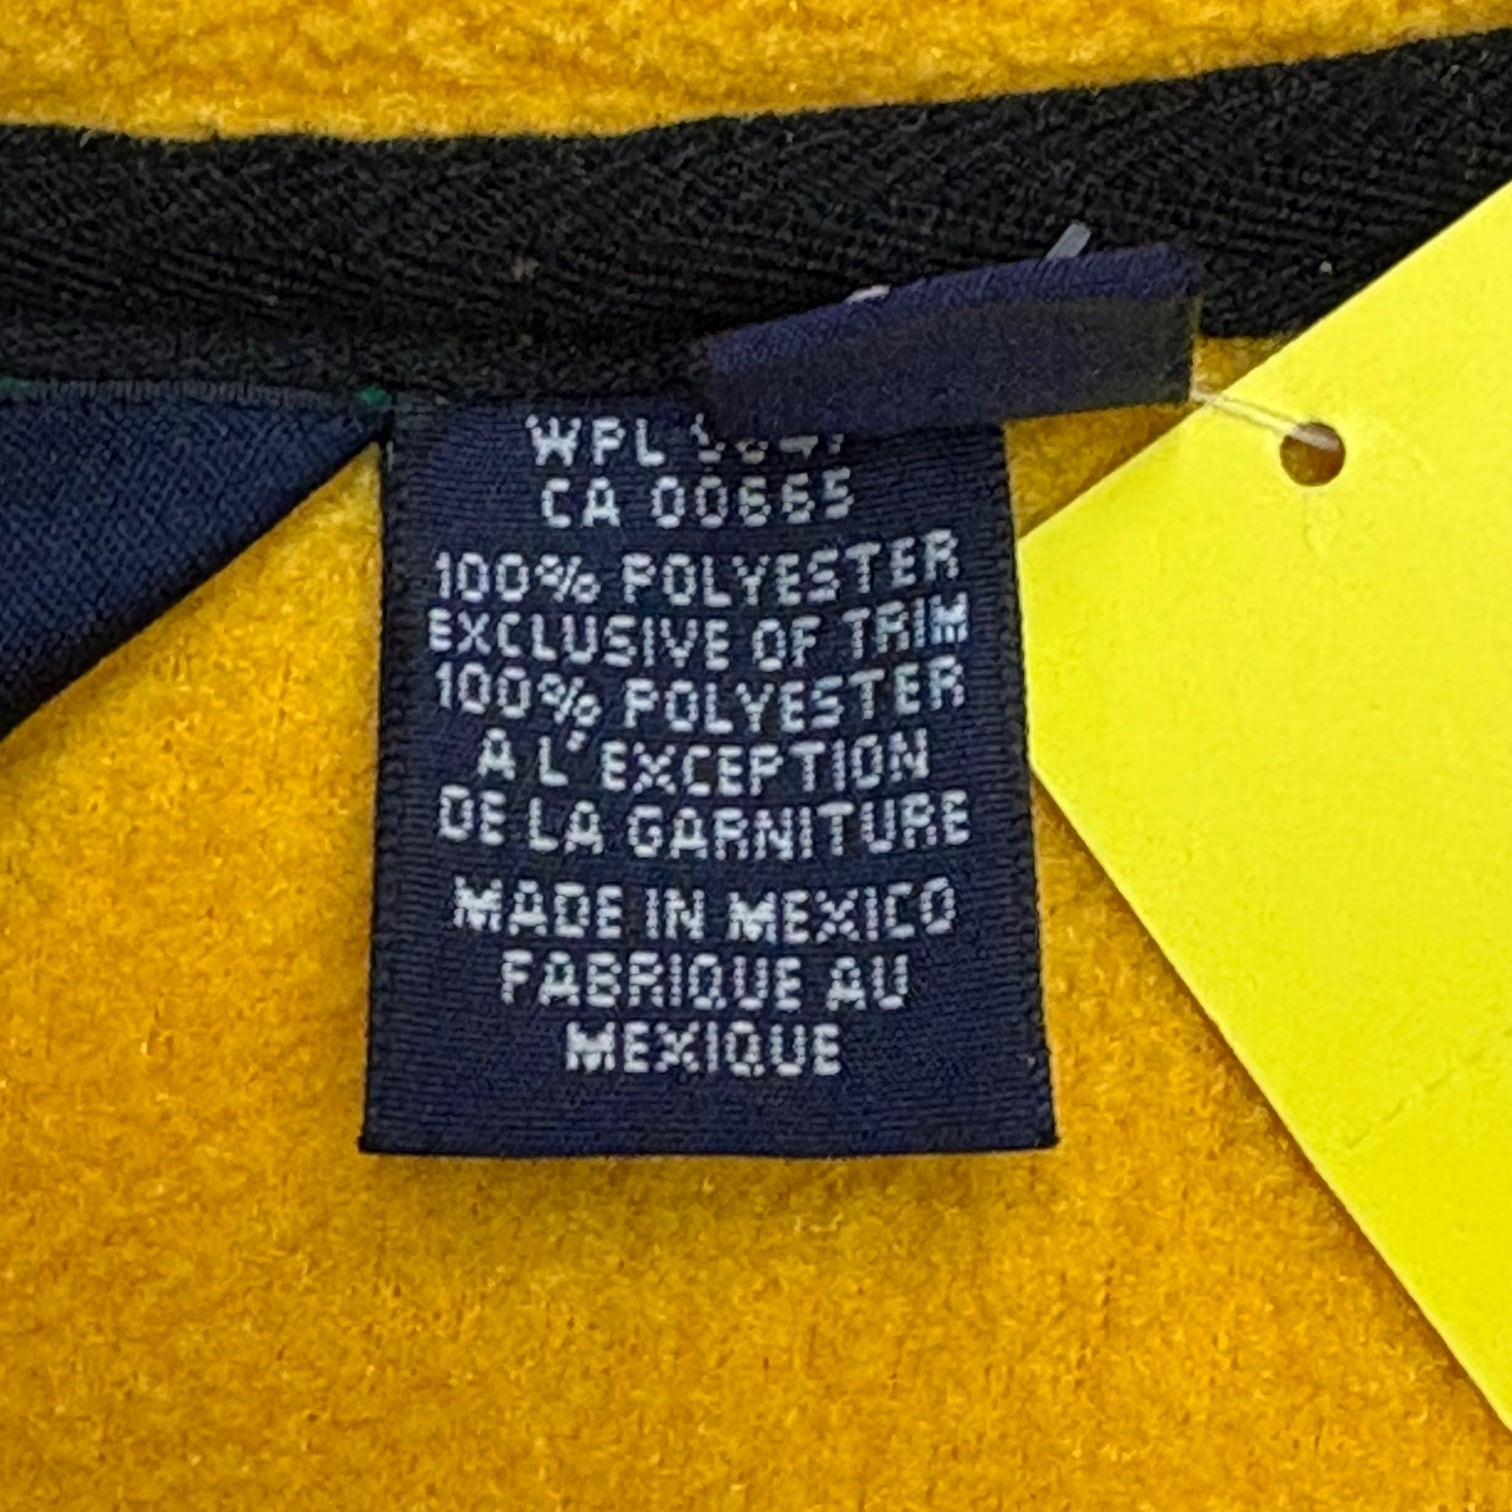 WPL
CA 00665
100% POLYESTER
EXCLUSIVE OF TRIM
100% POLYESTER
A L'EXCEPTION
DE LA GARNITURE
MADE IN MEXICO
FABRIQUE AU
MEXIQUE